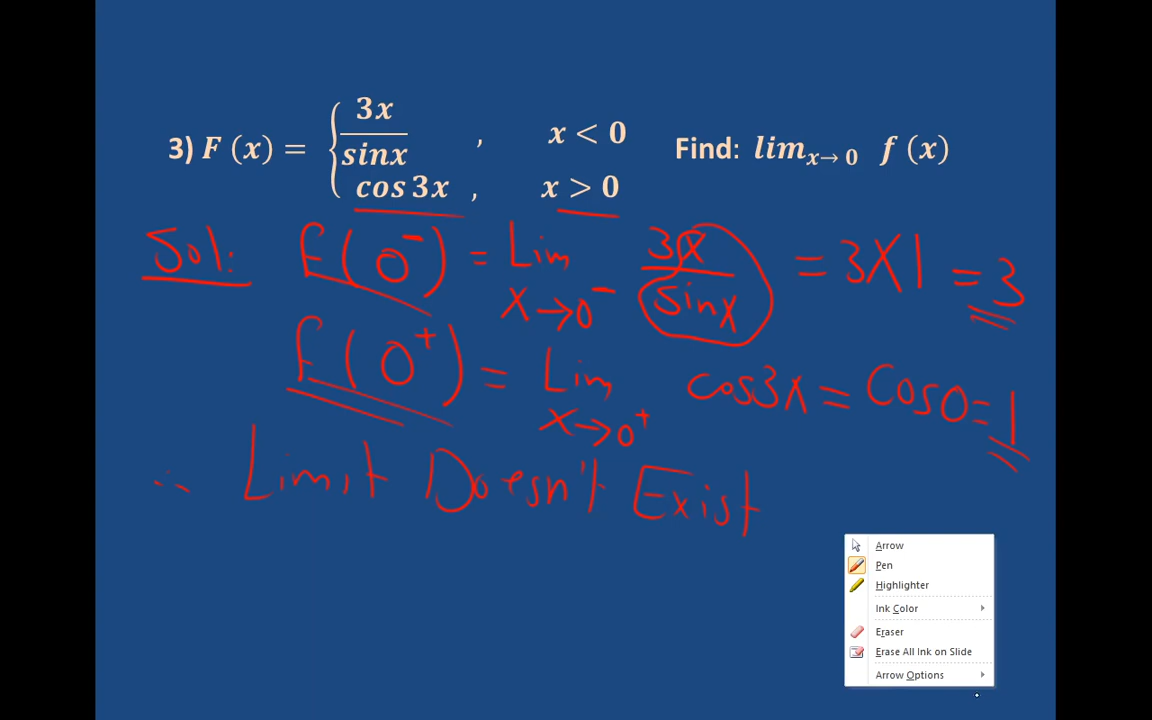 3) F (x) = { 3x / sinx , x < 0 Find: lim x→ 0 f (x)
cos 3x , x > 0
Sol: F(0⁻) = Lim x→0⁻ 3x / sinx = 3X1 = 3
F(0⁺) = Lim x→0⁺ cos3x = Cos0 = 1
∴ Limit Doesn't Exist
Arrow
Pen
Highlighter
Ink Color
Eraser
Erase All Ink on Slide
Arrow Options